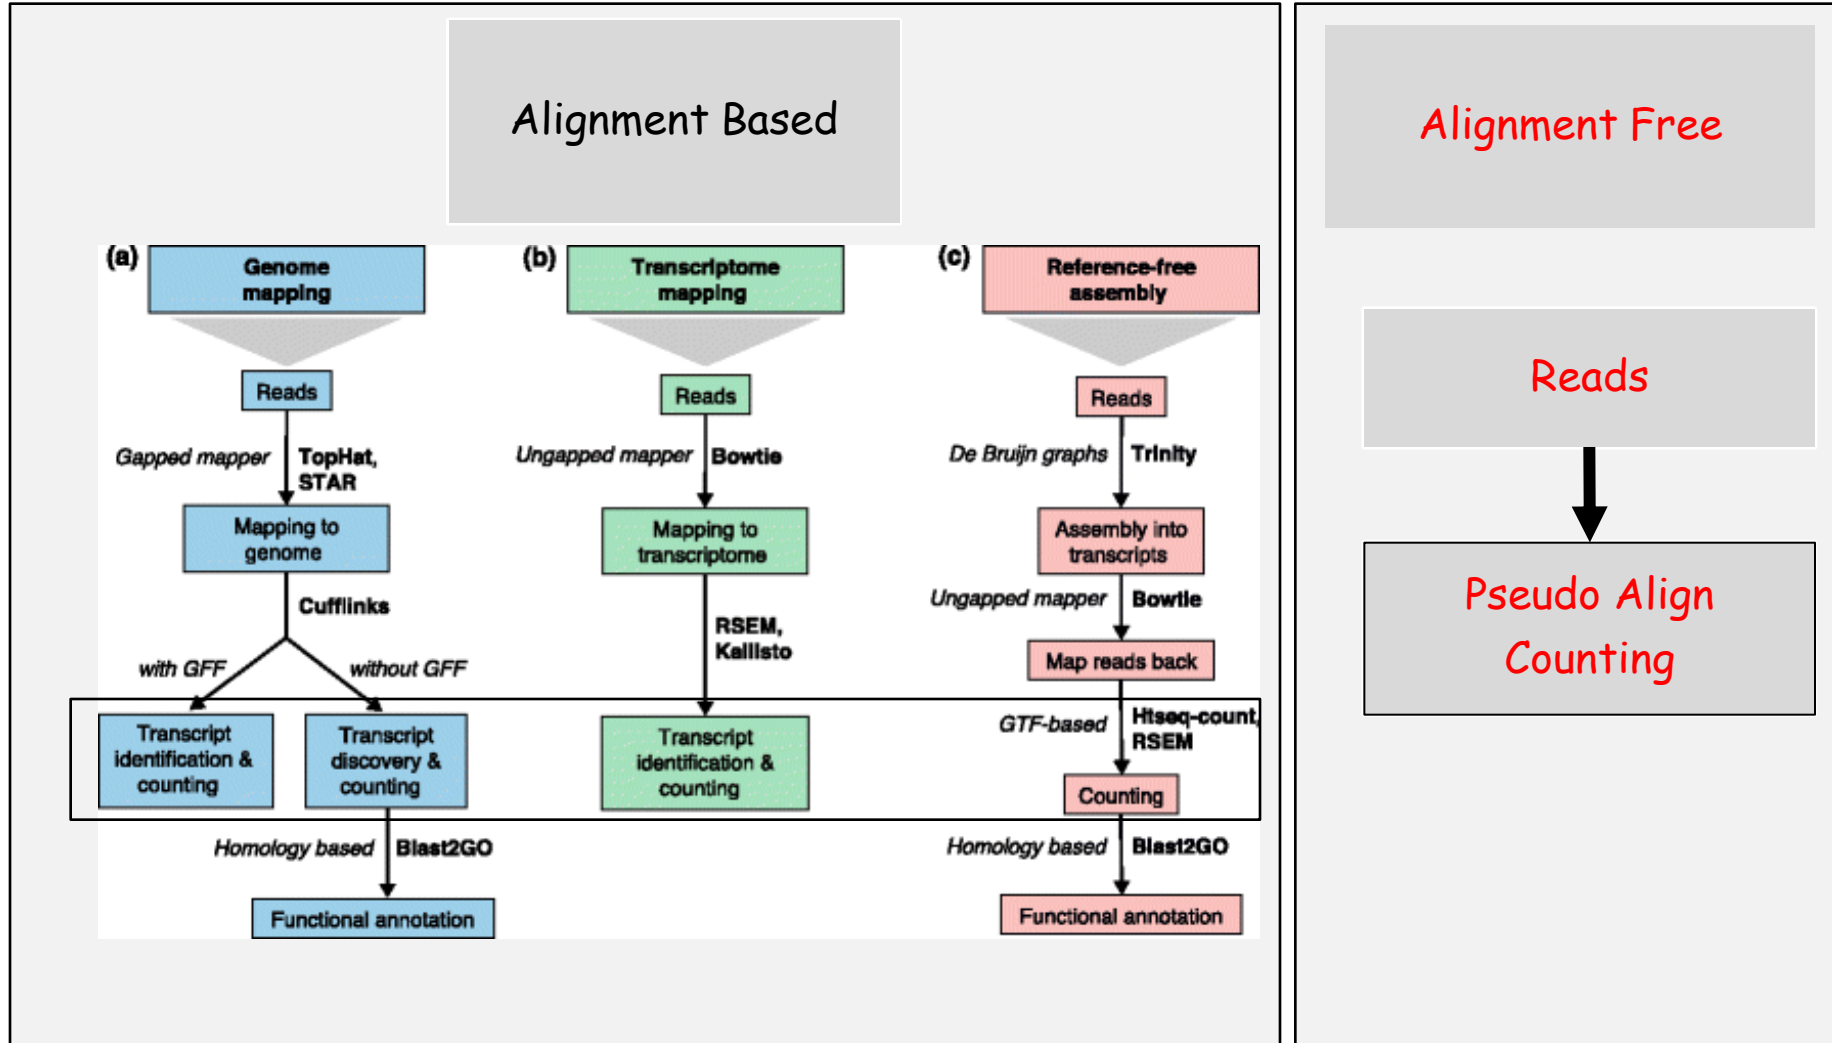 Alignment Based
(a)
Genome
mapping
Reads
Gapped mapper
TopHat,
STAR
Mapping to
genome
Cufflinks
with GFF
without GFF
Transcript
identification &
counting
Transcript
discovery &
counting
Homology based
Blast2GO
Functional annotation
(b)
Transcriptome
mapping
Reads
Ungapped mapper
Bowtie
Mapping to
transcriptome
RSEM,
Kallisto
Transcript
identification &
counting
(c)
Reference-free
assembly
Reads
De Bruijn graphs
Trinity
Assembly into
transcripts
Ungapped mapper
Bowtie
Map reads back
GTF-based
Htseq-count,
RSEM
Counting
Homology based
Blast2GO
Functional annotation
Alignment Free
Reads
Pseudo Align
Counting